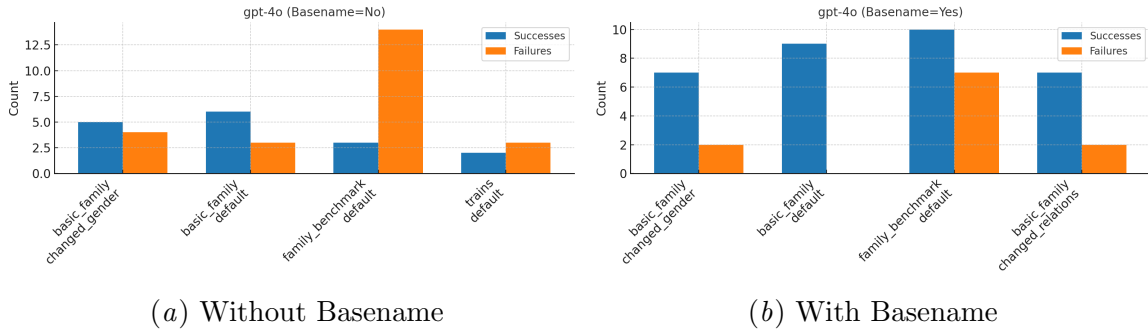 gpt-4o (Basename=No)
Successes
Failures
Count
12.5
10.0
7.5
5.0
2.5
0.0
basic_family
changed_gender
basic_family
default
family_benchmark
default
trains
default
(a) Without Basename
gpt-4o (Basename=Yes)
Successes
Failures
Count
10
8
6
4
2
0
basic_family
changed_gender
basic_family
default
family_benchmark
default
basic_family
changed_relations
(b) With Basename